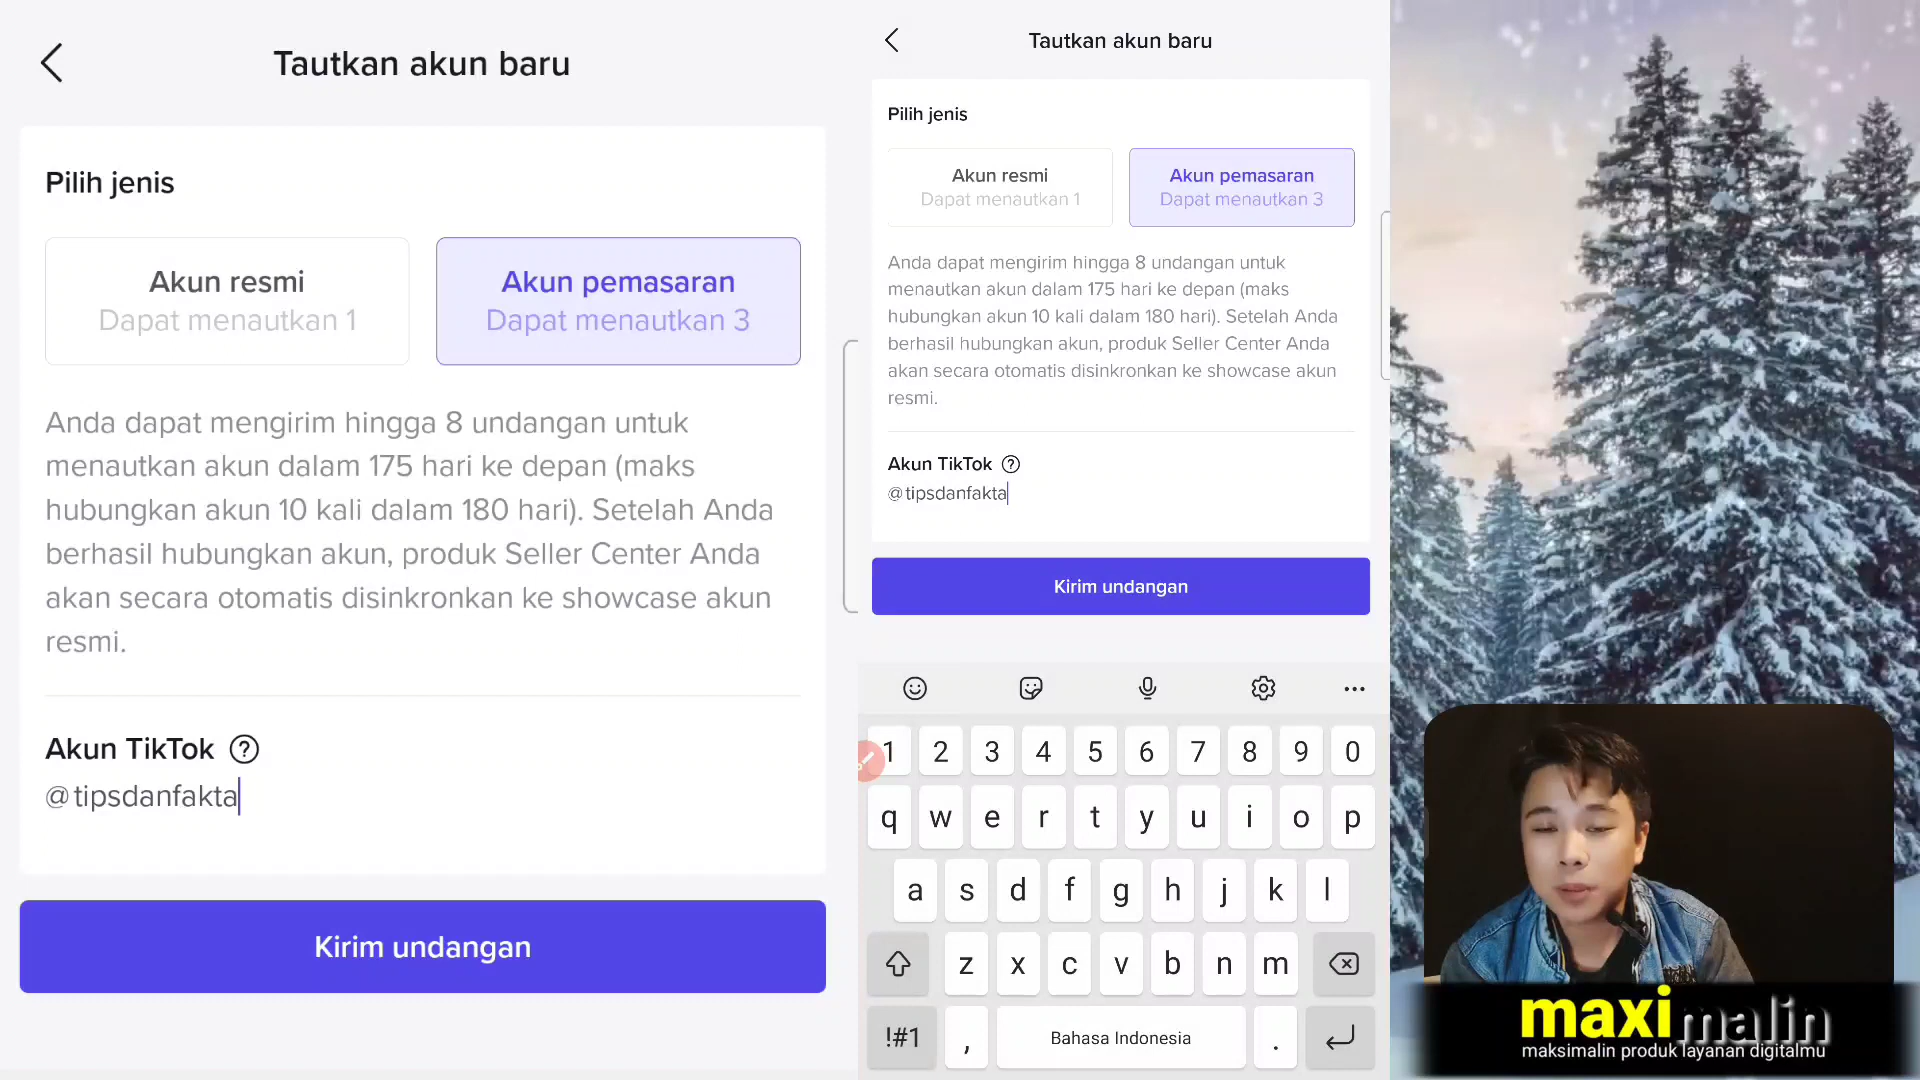 Tautkan akun baru
Pilih jenis
Akun resmi
Dapat menautkan 1
Akun pemasaran
Dapat menautkan 3
Anda dapat mengirim hingga 8 undangan untuk
menautkan akun dalam 175 hari ke depan (maks
hubungkan akun 10 kali dalam 180 hari). Setelah Anda
berhasil hubungkan akun, produk Seller Center Anda
akan secara otomatis disinkronkan ke showcase akun
resmi.
Akun TikTok ?
@tipsdanfakta
Kirim undangan
Tautkan akun baru
Pilih jenis
Akun resmi
Dapat menautkan 1
Akun pemasaran
Dapat menautkan 3
Anda dapat mengirim hingga 8 undangan untuk
menautkan akun dalam 175 hari ke depan (maks
hubungkan akun 10 kali dalam 180 hari). Setelah Anda
berhasil hubungkan akun, produk Seller Center Anda
akan secara otomatis disinkronkan ke showcase akun
resmi.
Akun TikTok ?
@tipsdanfakta
Kirim undangan
1 2 3 4 5 6 7 8 9 0
q w e r t y u i o p
a s d f g h j k l
z x c v b n m
!#1 , Bahasa Indonesia .
maximalin
maksimalin produk layanan digitalmu